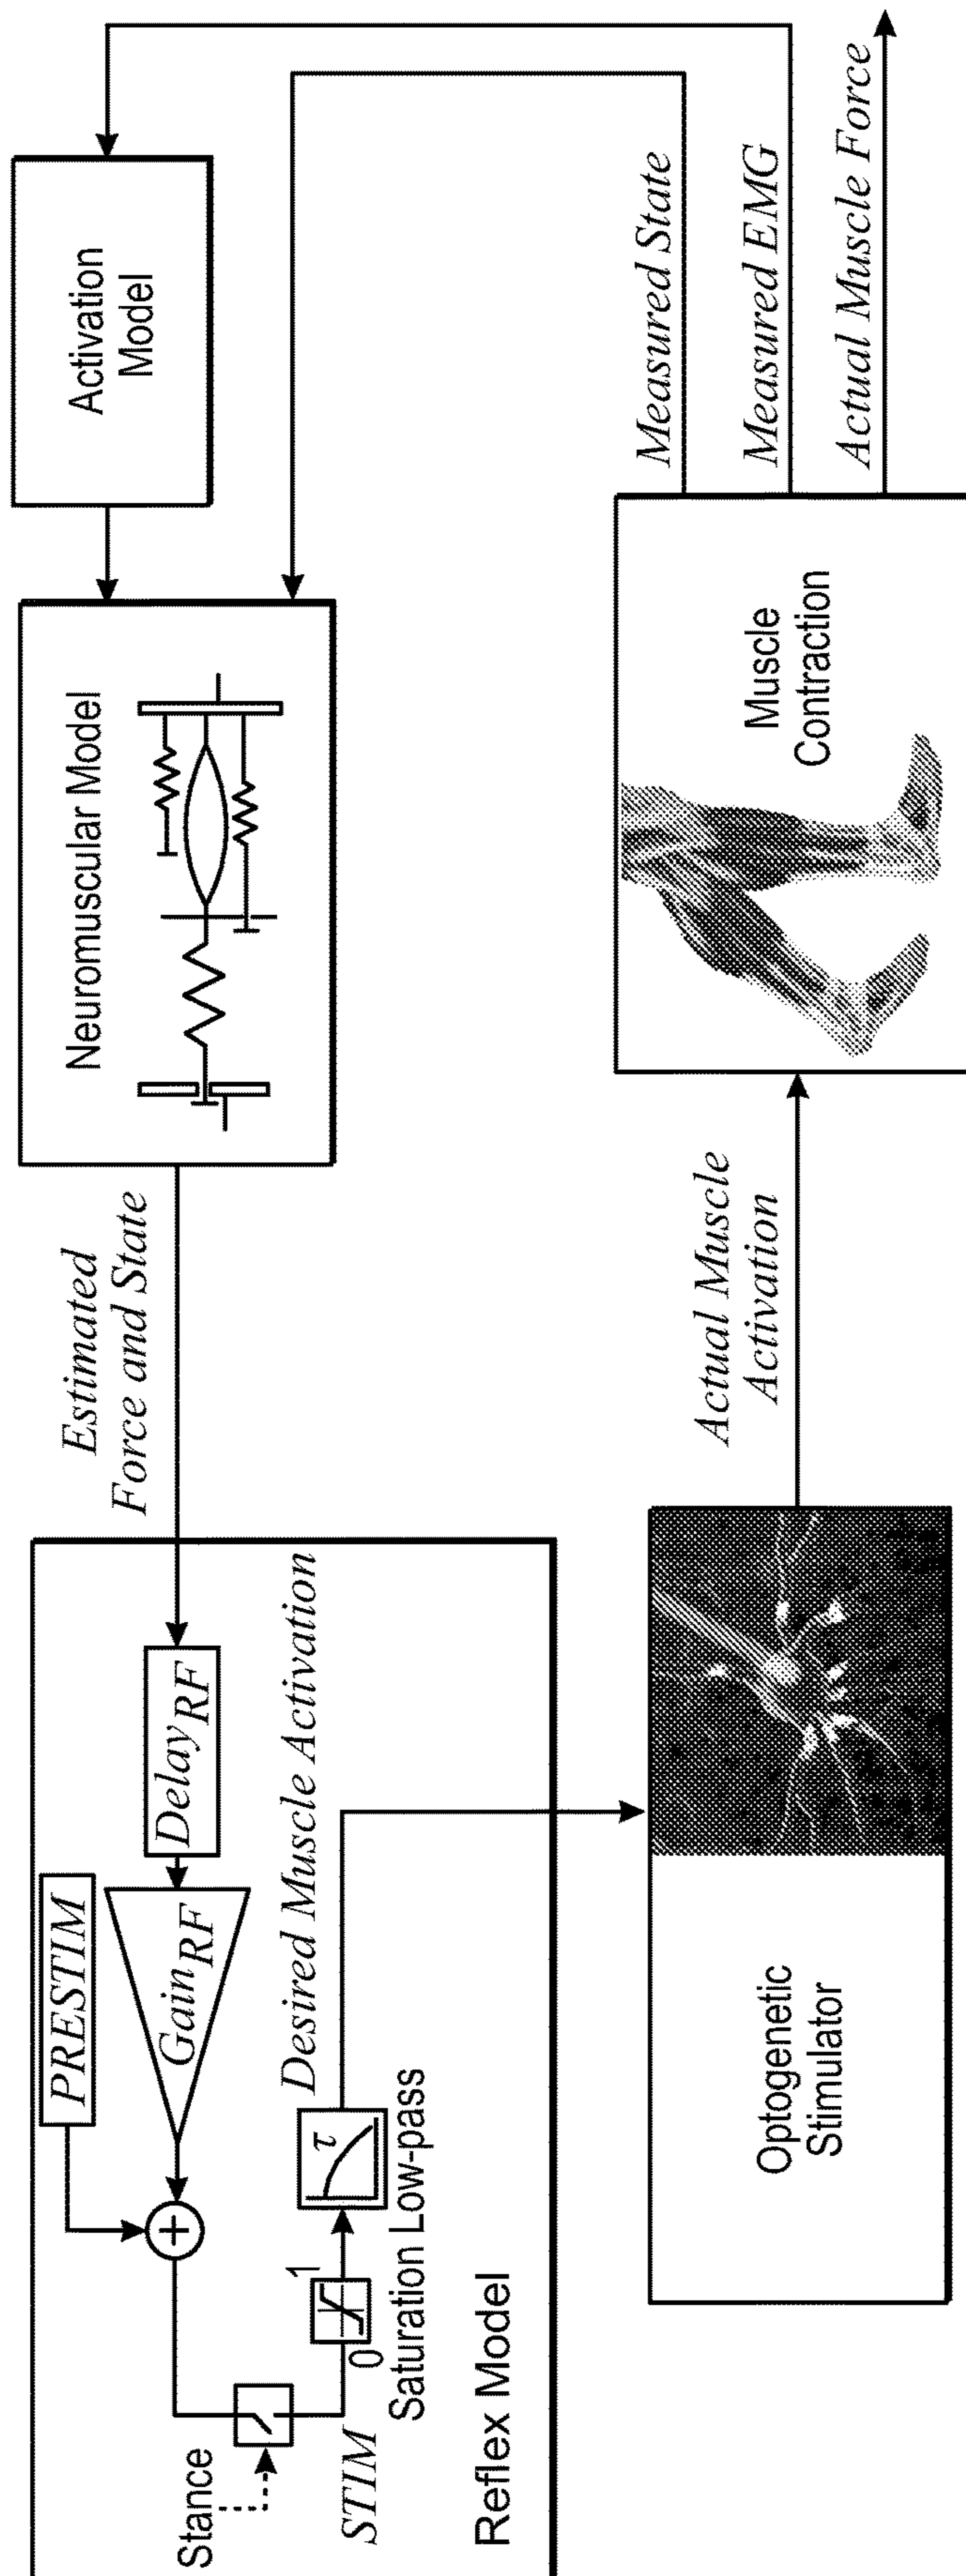 PRESTIM
Gain RF
Delay RF
Estimated
Force and State
Neuromuscular Model
Activation
Model
Stance
STIM
0
1
τ
Saturation Low-pass
Desired Muscle Activation
Reflex Model
Optogenetic
Stimulator
Actual Muscle
Activation
Muscle
Contraction
Measured State
Measured EMG
Actual Muscle Force